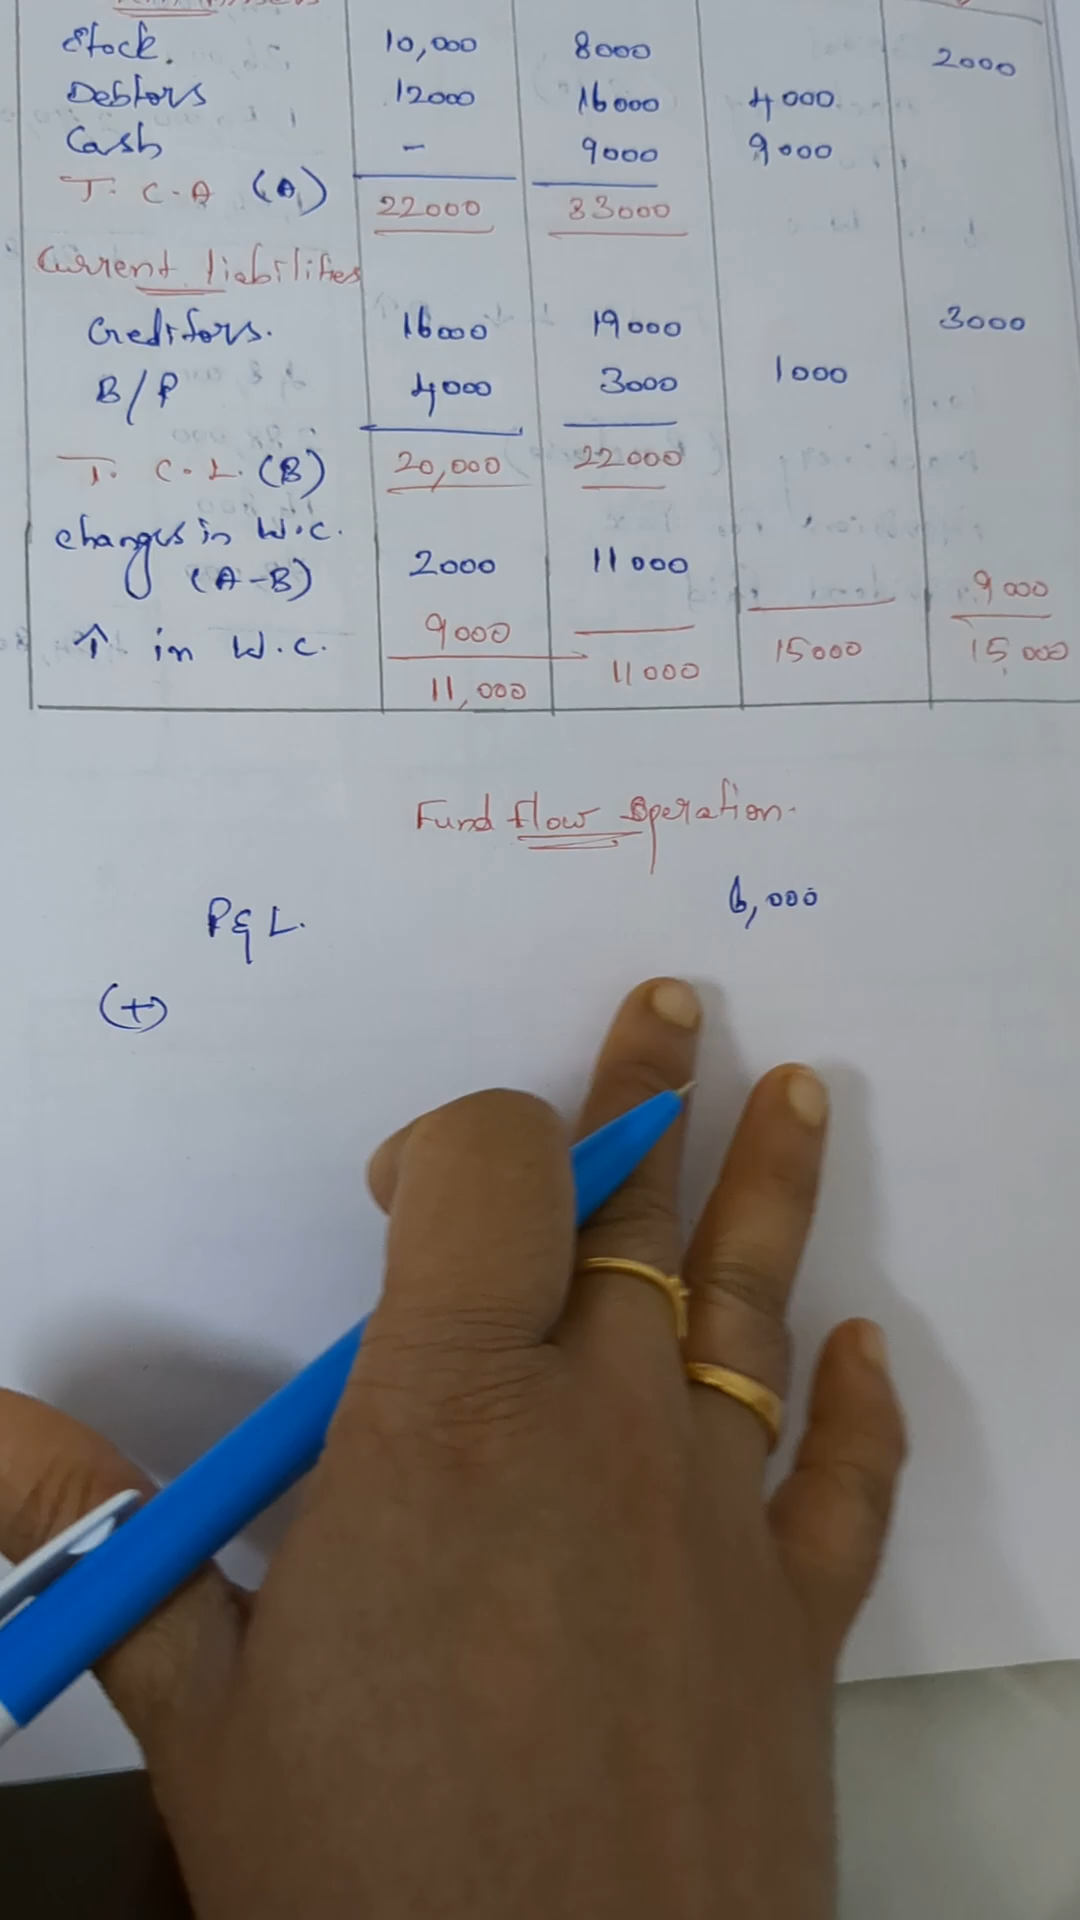 Stock. 10,000 8000 2000
Debtors 12000 16000 4000
Cash - 9000 9000
T. C.A (A) 22000 33000
Current liabilities
Creditors. 16000 19000 3000
B/P 4000 3000 1000
T. C.L. (B) 20,000 22000
Changes in W.C.
(A-B) 2000 11000 9000
↑ in W.C. 9000 15000 15,000
11,000 11000
Fund flow operation.
P & L. 6,000
(+)